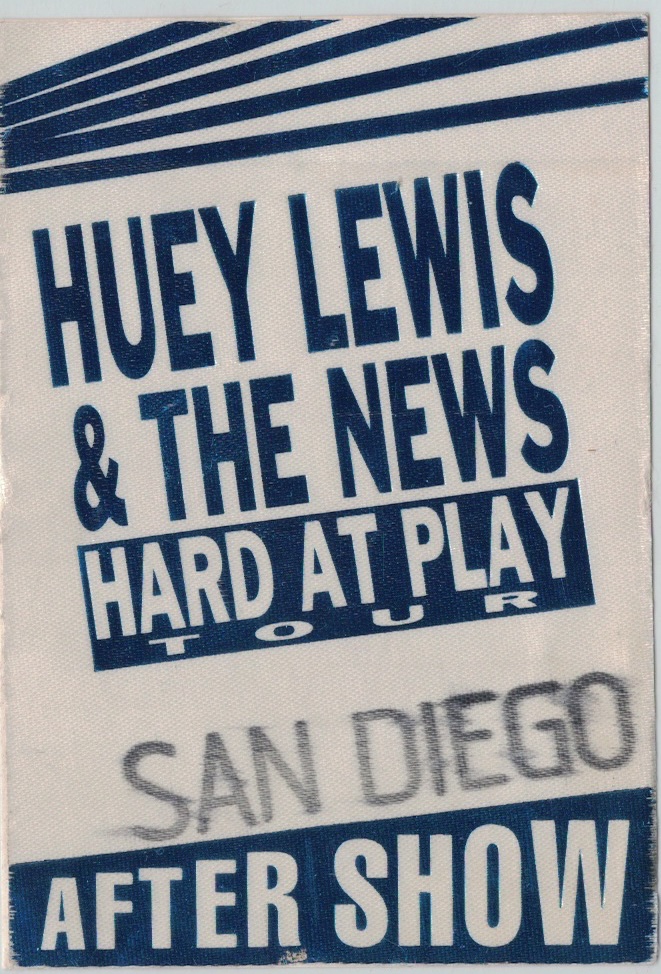 HUEY LEWIS
& THE NEWS
HARD AT PLAY
TOUR
SAN DIEGO
AFTER SHOW